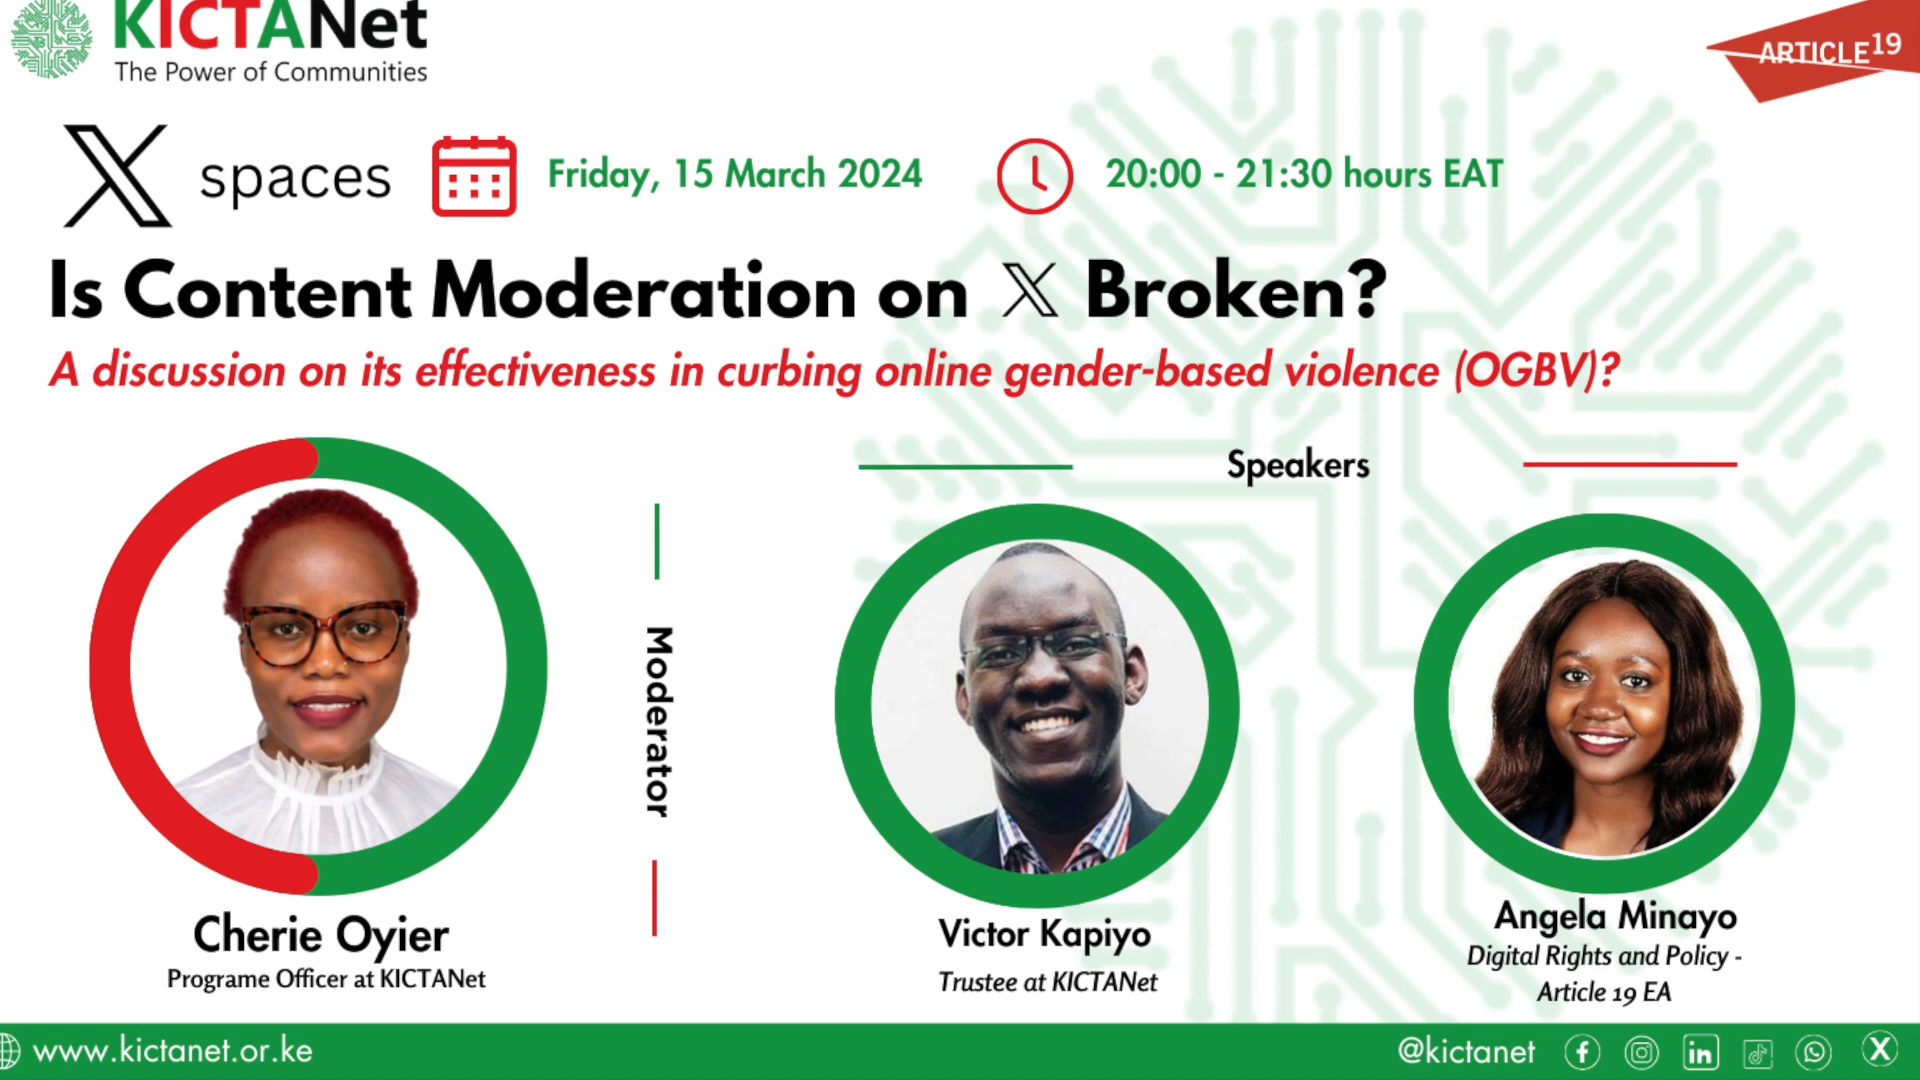 KICTANet
The Power of Communities
ARTICLE 19
X spaces
Friday, 15 March 2024
20:00 - 21:30 hours EAT
Is Content Moderation on X Broken?
A discussion on its effectiveness in curbing online gender-based violence (OGBV)?
Speakers
Moderator
Cherie Oyier
Programe Officer at KICTANet
Victor Kapiyo
Trustee at KICTANet
Angela Minayo
Digital Rights and Policy -
Article 19 EA
www.kictanet.or.ke
@kictanet